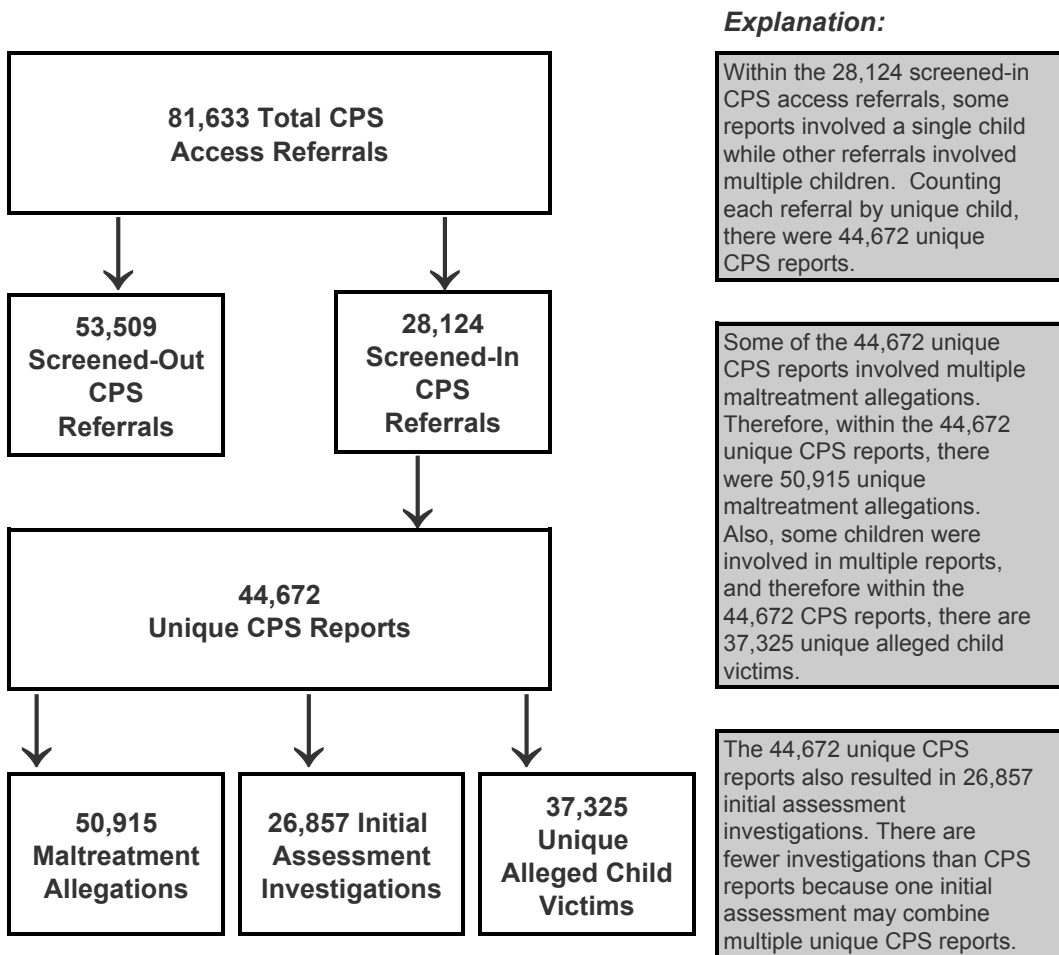 81,633 Total CPS
Access Referrals
53,509
Screened-Out
CPS
Referrals
28,124
Screened-In
CPS
Referrals
44,672
Unique CPS Reports
50,915
Maltreatment
Allegations
26,857 Initial
Assessment
Investigations
37,325
Unique
Alleged Child
Victims
Explanation:
Within the 28,124 screened-in
CPS access referrals, some
reports involved a single child
while other referrals involved
multiple children.  Counting
each referral by unique child,
there were 44,672 unique
CPS reports.
Some of the 44,672 unique
CPS reports involved multiple
maltreatment allegations.
Therefore, within the 44,672
unique CPS reports, there
were 50,915 unique
maltreatment allegations.
Also, some children were
involved in multiple reports,
and therefore within the
44,672 CPS reports, there are
37,325 unique alleged child
victims.
The 44,672 unique CPS
reports also resulted in 26,857
initial assessment
investigations. There are
fewer investigations than CPS
reports because one initial
assessment may combine
multiple unique CPS reports.